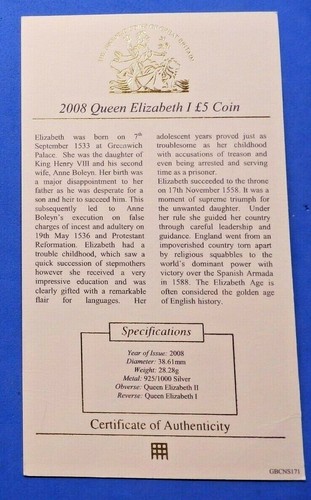 2008 Queen Elizabeth I £5 Coin
Elizabeth was born on 7th
September 1533 at Greenwich
Palace. She was the daughter of
King Henry VIII and his second
wife, Anne Boleyn. Her birth was
a major disappointment to her
father as he was desperate for a
son and heir to succeed him. This
subsequently led to Anne
Boleyn's execution on false
charges of incest and adultery on
19th May 1536 and Protestant
Reformation. Elizabeth had a
trouble childhood, which saw a
quick succession of stepmothers
however she received a very
impressive education and was
clearly gifted with a remarkable
flair for languages. Her
adolescent years proved just as
troublesome as her childhood
with accusations of treason and
even being arrested and serving
time as a prisoner.
Elizabeth succeeded to the throne
on 17th November 1558. It was a
moment of supreme triumph for
the unwanted daughter. Under
her rule she guided her country
through careful leadership and
guidance. England went from an
impoverished country torn apart
by religious squabbles to the
world's dominant power with
victory over the Spanish Armada
in 1588. The Elizabeth Age is
often considered the golden age
of English history.
Specifications
Year of Issue: 2008
Diameter: 38.61mm
Weight: 28.28g
Metal: 925/1000 Silver
Obverse: Queen Elizabeth II
Reverse: Queen Elizabeth I
Certificate of Authenticity
GBCNS171